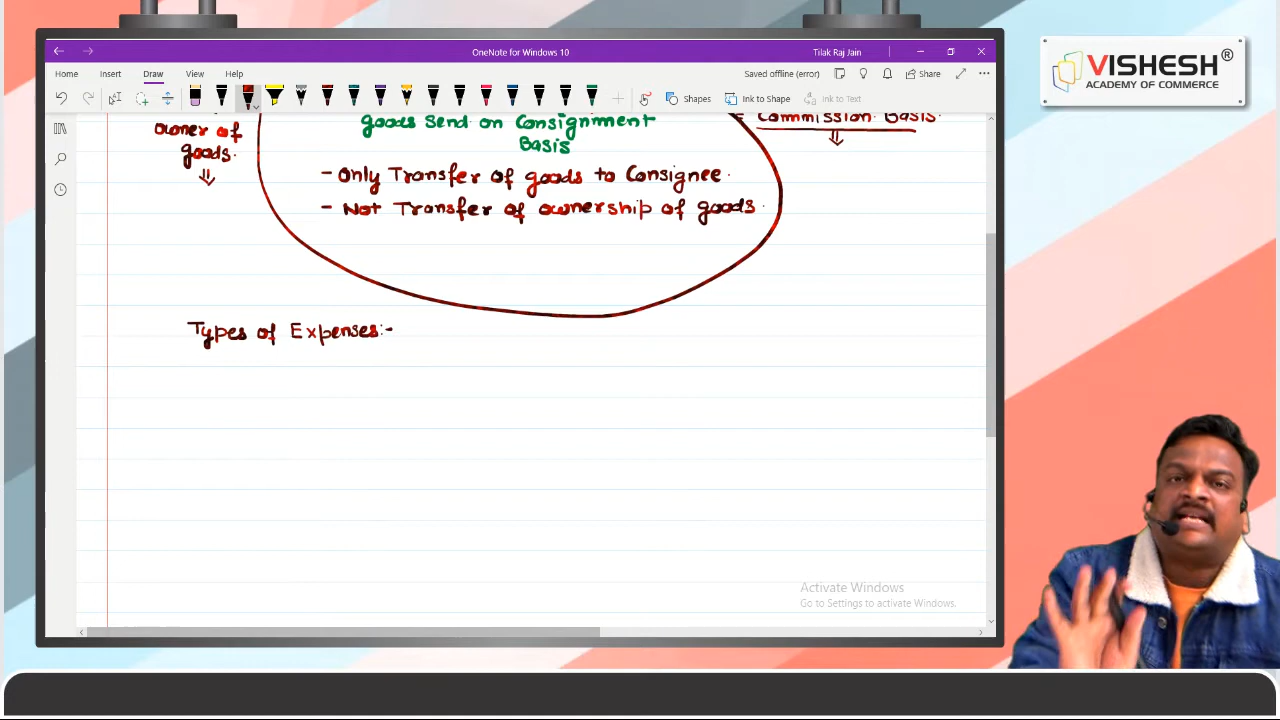 OneNote for Windows 10
Tilak Raj Jain
Home Insert Draw View Help
Saved offline (error)
Share
Shapes
Ink to Shape
Ink to Text
VISHESH®
ACADEMY OF COMMERCE
owner of
goods.
goods Send on Consignment
Basis
= Commission Basis.
- Only Transfer of goods to Consignee.
- Not Transfer of ownership of goods.
Types of Expenses:-
Activate Windows
Go to Settings to activate Windows.